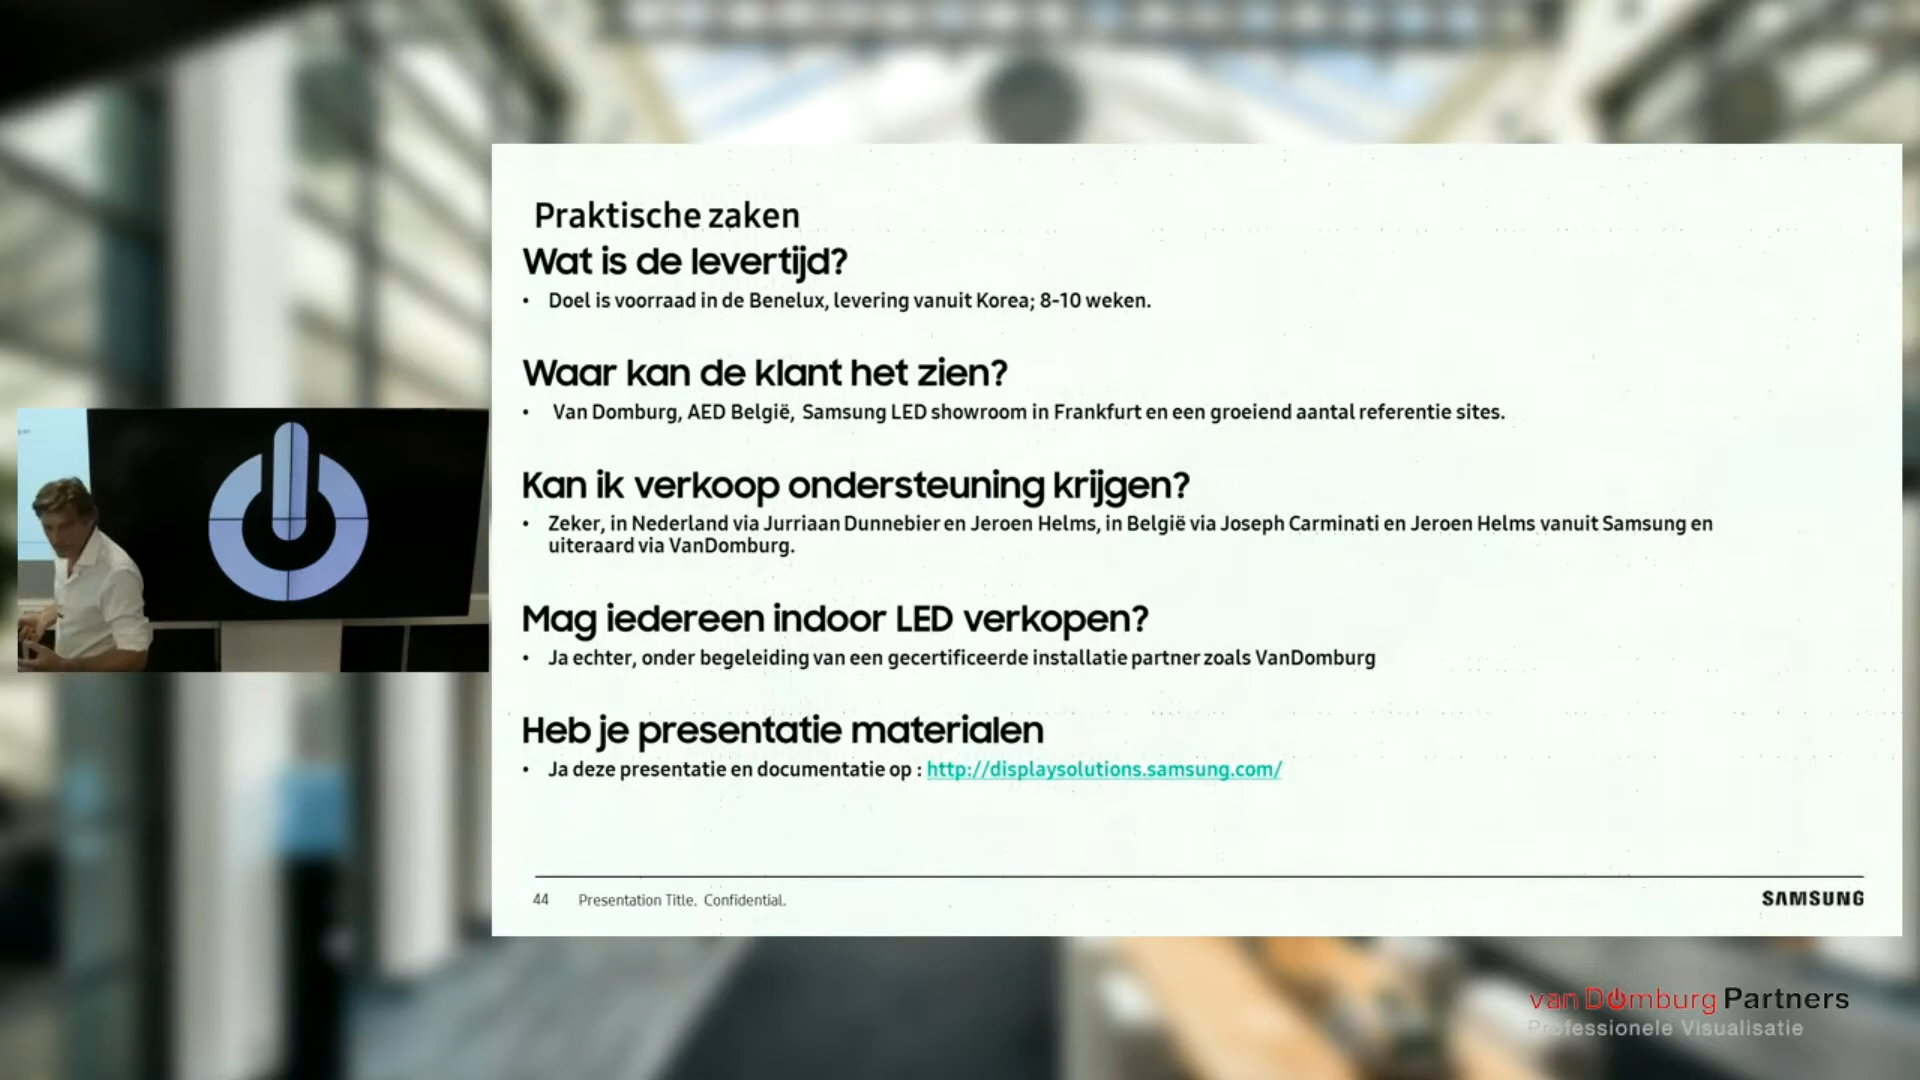 Praktische zaken
Wat is de levertijd?
• Doel is voorraad in de Benelux, levering vanuit Korea; 8-10 weken.
Waar kan de klant het zien?
• Van Domburg, AED België, Samsung LED showroom in Frankfurt en een groeiend aantal referentie sites.
Kan ik verkoop ondersteuning krijgen?
• Zeker, in Nederland via Jurriaan Dunnebier en Jeroen Helms, in België via Joseph Carminati en Jeroen Helms vanuit Samsung en
uiteraard via VanDomburg.
Mag iedereen indoor LED verkopen?
• Ja echter, onder begeleiding van een gecertificeerde installatie partner zoals VanDomburg
Heb je presentatie materialen
• Ja deze presentatie en documentatie op : http://displaysolutions.samsung.com/
44 Presentation Title. Confidential.
SAMSUNG
van Domburg Partners
Professionele Visualisatie